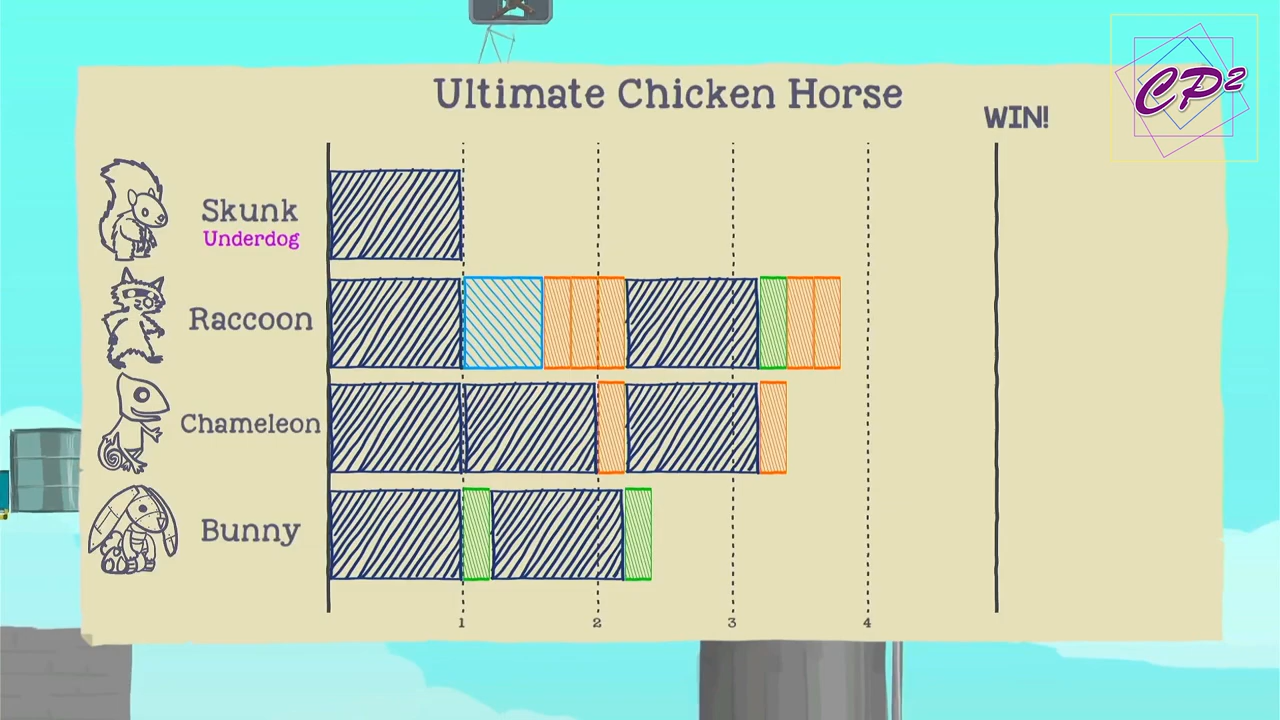 Ultimate Chicken Horse
WIN!
CP2
Skunk
Underdog
Raccoon
Chameleon
Bunny
1 2 3 4